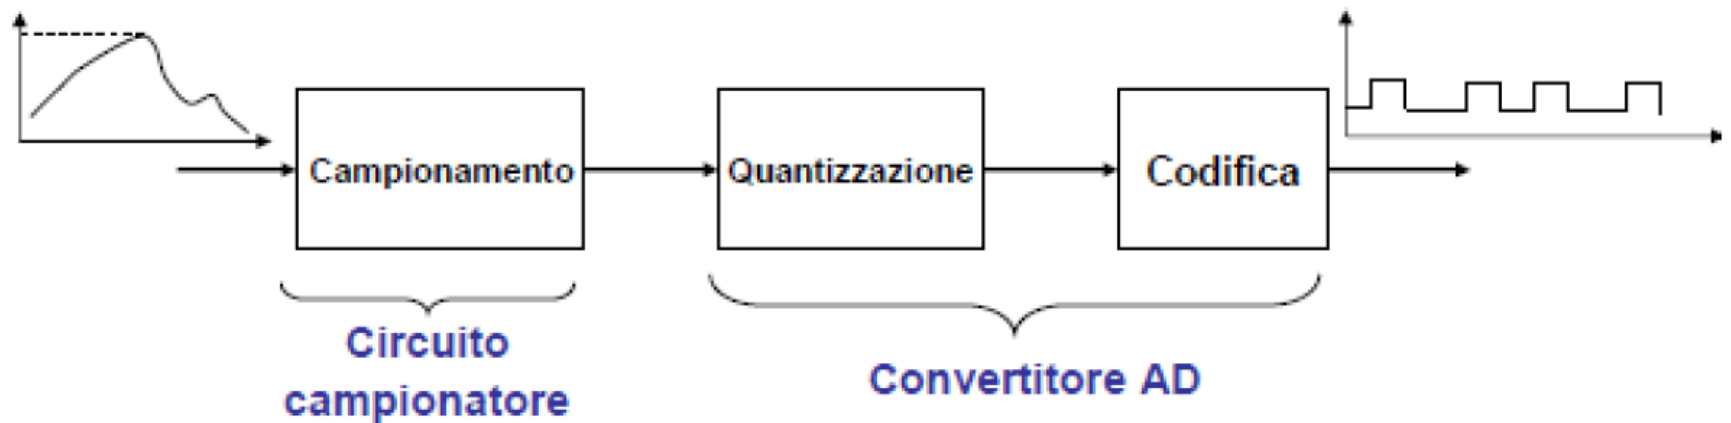 Campionamento
Quantizzazione
Codifica
Circuito
campionatore
Convertitore AD